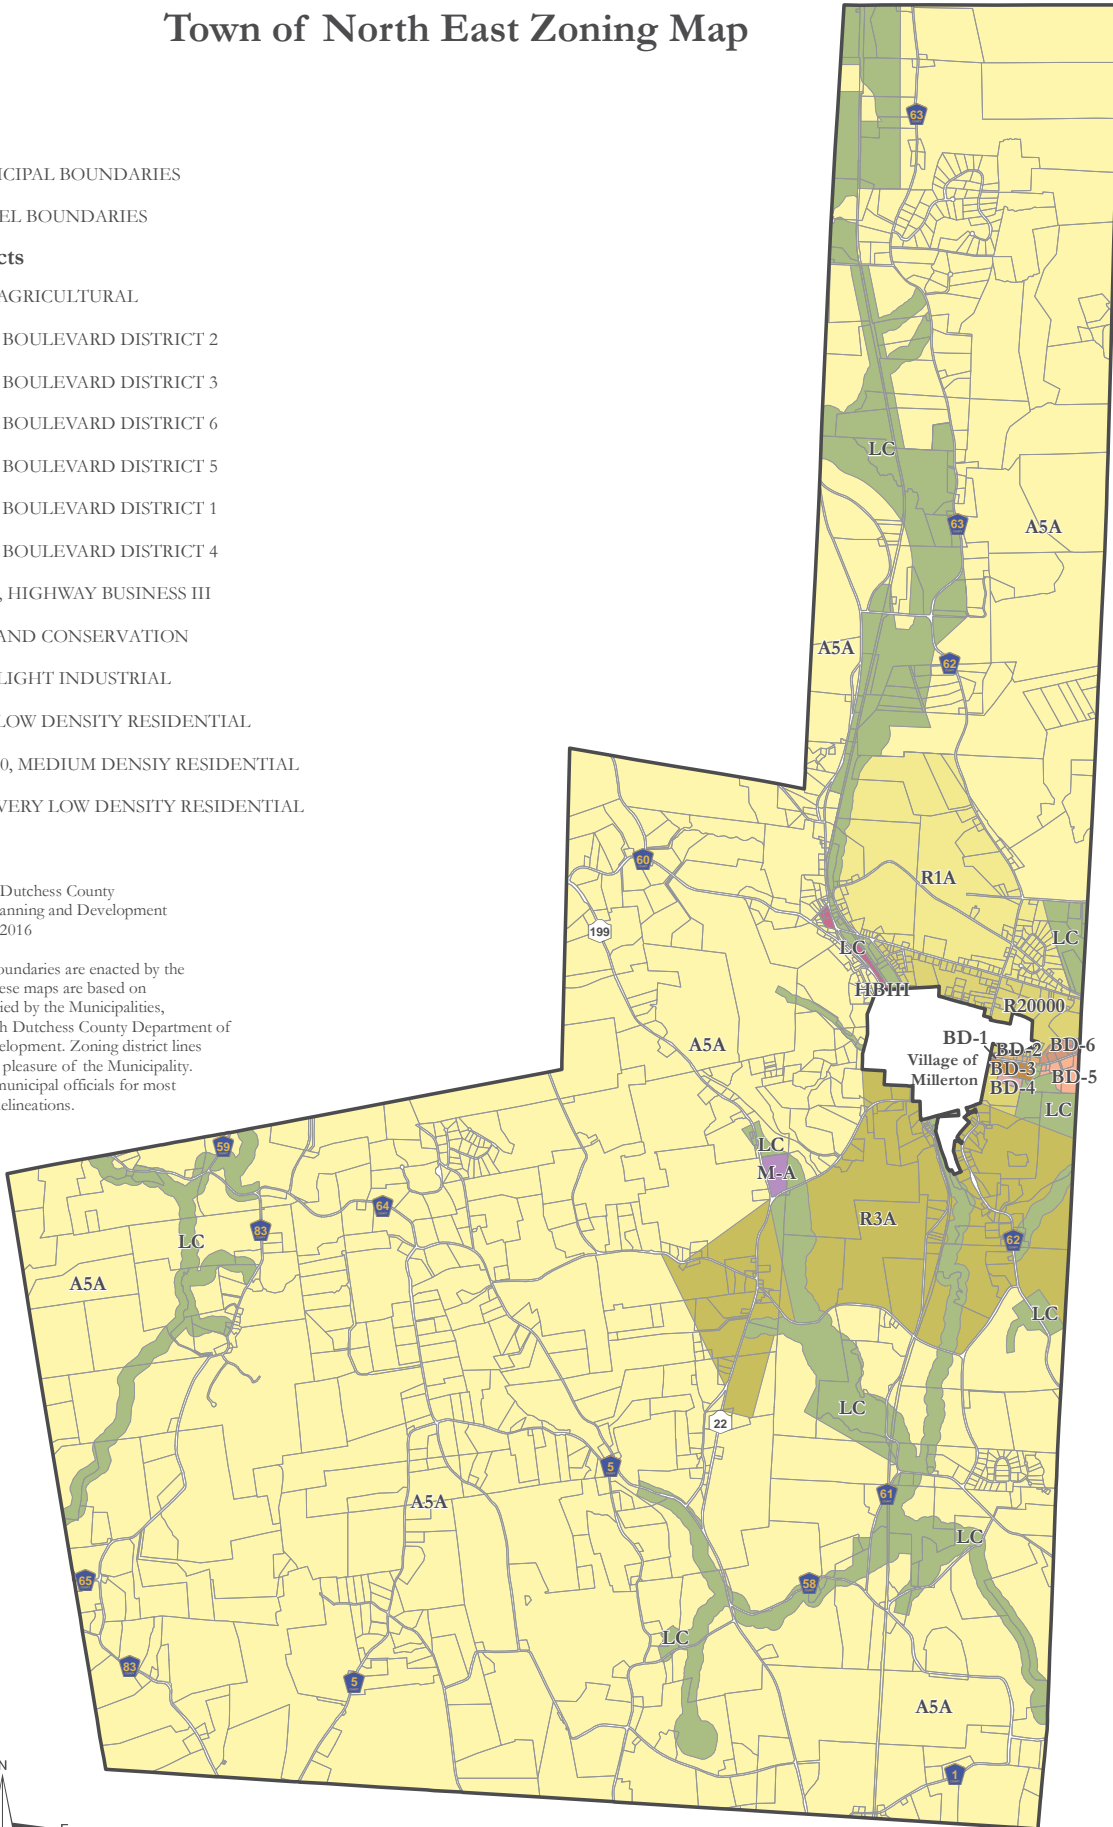 Town of North East Zoning Map
ICIPAL BOUNDARIES
EL BOUNDARIES
cts
AGRICULTURAL
BOULEVARD DISTRICT 2
BOULEVARD DISTRICT 3
BOULEVARD DISTRICT 6
BOULEVARD DISTRICT 5
BOULEVARD DISTRICT 1
BOULEVARD DISTRICT 4
, HIGHWAY BUSINESS III
AND CONSERVATION
LIGHT INDUSTRIAL
LOW DENSITY RESIDENTIAL
0, MEDIUM DENSIY RESIDENTIAL
VERY LOW DENSITY RESIDENTIAL
Dutchess County
anning and Development
2016
oundaries are enacted by the
ese maps are based on
ied by the Municipalities,
h Dutchess County Department of
elopment. Zoning district lines
pleasure of the Municipality.
municipal officials for most
elineations.
63
LC
63
A5A
A5A
62
60
R1A
199
LC
LC
HBIII
R20000
BD-1
BD-2
BD-6
A5A
Village of
Millerton
BD-3
BD-5
BD-4
LC
59
LC
M-A
64
R3A
83
LC
62
A5A
LC
LC
22
5
61
A5A
LC
65
58
LC
83
5
A5A
1
N
E